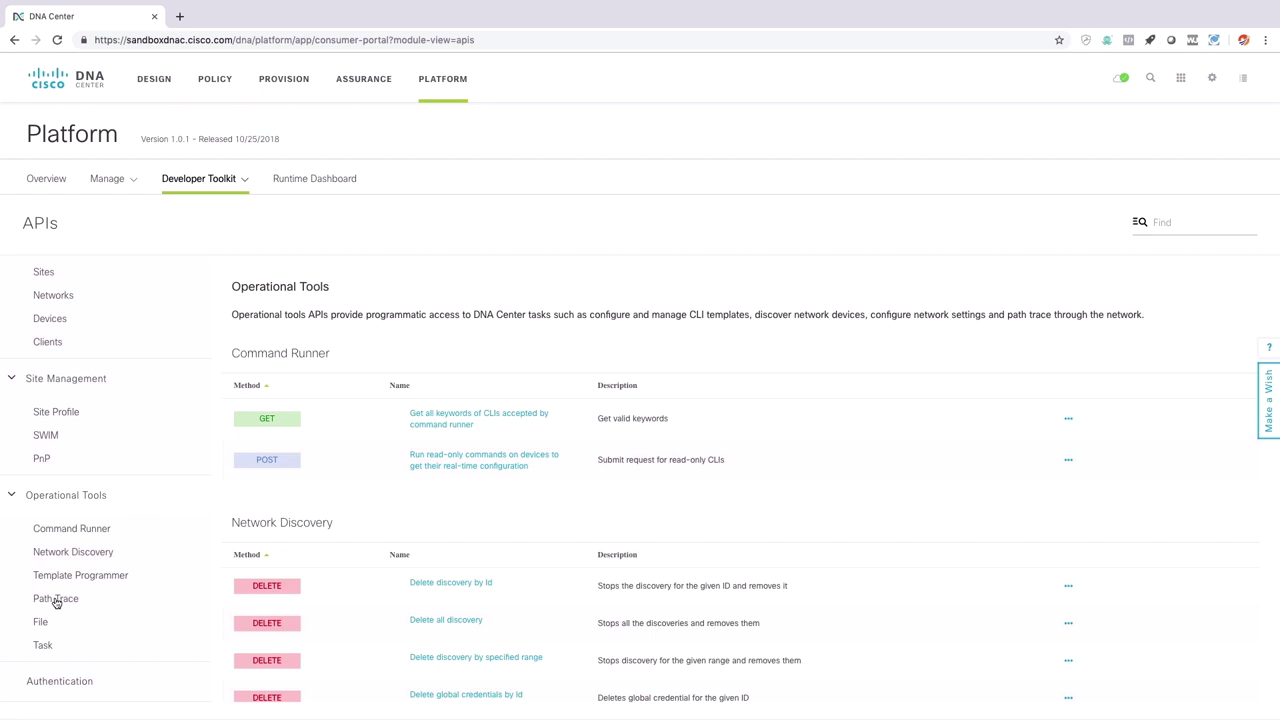 DNA Center
https://sandboxdnac.cisco.com/dna/platform/app/consumer-portal?module-view=apis
CISCO DNA CENTER DESIGN POLICY PROVISION ASSURANCE PLATFORM
Platform Version 1.0.1 - Released 10/25/2018
Overview Manage Developer Toolkit Runtime Dashboard
APIs
Find
Sites
Networks
Devices
Clients
Site Management
Site Profile
SWIM
PnP
Operational Tools
Command Runner
Network Discovery
Template Programmer
Path Trace
File
Task
Authentication
Operational Tools
Operational tools APIs provide programmatic access to DNA Center tasks such as configure and manage CLI templates, discover network devices, configure network settings and path trace through the network.
Command Runner
Method Name Description
GET Get all keywords of CLIs accepted by command runner Get valid keywords
POST Run read-only commands on devices to get their real-time configuration Submit request for read-only CLIs
Network Discovery
Method Name Description
DELETE Delete discovery by Id Stops the discovery for the given ID and removes it
DELETE Delete all discovery Stops all the discoveries and removes them
DELETE Delete discovery by specified range Stops discovery for the given range and removes them
DELETE Delete global credentials by Id Deletes global credential for the given ID
?
Make a Wish